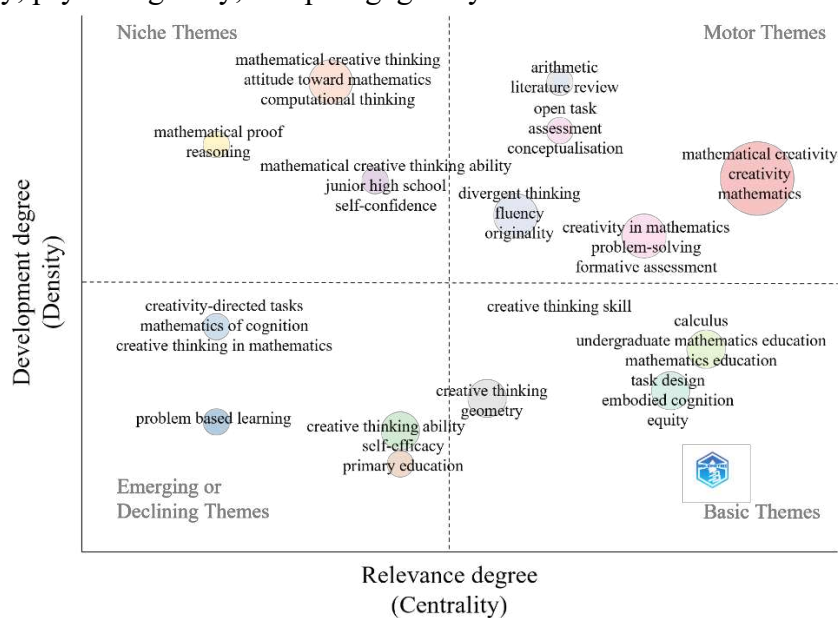 Niche Themes
Motor Themes
mathematical creative thinking
attitude toward mathematics
computational thinking
arithmetic
literature review
open task
assessment
conceptualisation
mathematical proof
reasoning
mathematical creative thinking ability
junior high school
self-confidence
mathematical creativity
creativity
mathematics
divergent thinking
fluency
originality
creativity in mathematics
problem-solving
formative assessment
Development degree
(Density)
creativity-directed tasks
mathematics of cognition
creative thinking in mathematics
creative thinking skill
calculus
undergraduate mathematics education
mathematics education
task design
embodied cognition
equity
creative thinking
geometry
problem based learning
creative thinking ability
self-efficacy
primary education
Emerging or
Declining Themes
Basic Themes
Relevance degree
(Centrality)